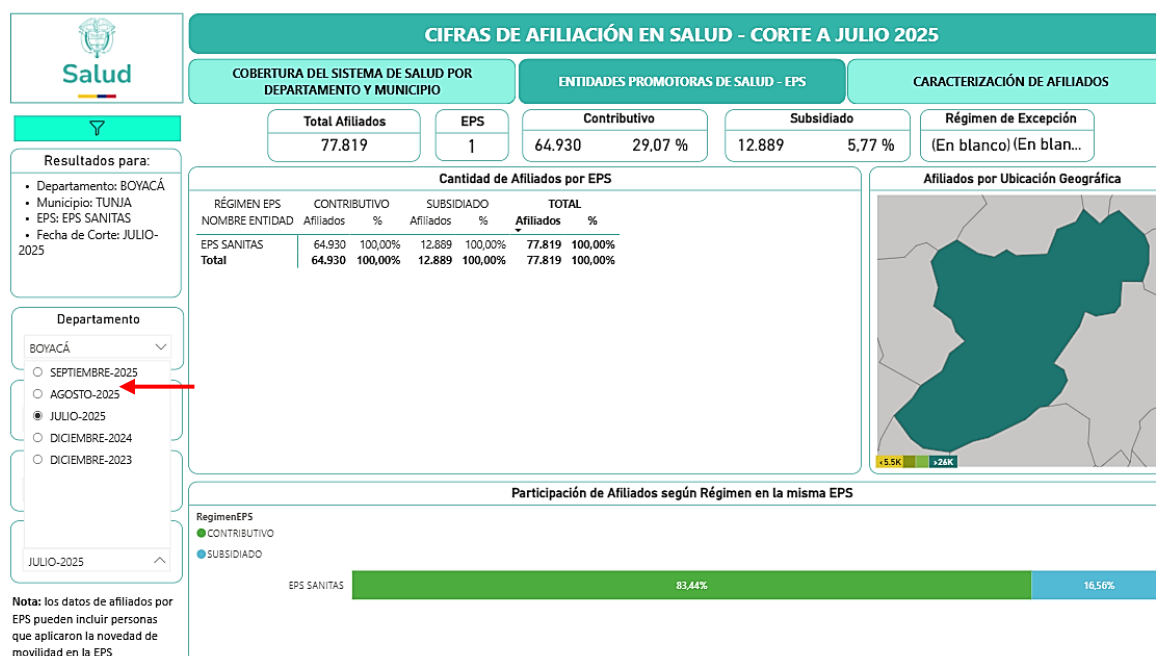 Salud
CIFRAS DE AFILIACIÓN EN SALUD - CORTE A JULIO 2025
COBERTURA DEL SISTEMA DE SALUD POR
DEPARTAMENTO Y MUNICIPIO
ENTIDADES PROMOTORAS DE SALUD - EPS
CARACTERIZACIÓN DE AFILIADOS
Total Afiliados
77.819
EPS
1
Contributivo
64.930 29,07 %
Subsidiado
12.889 5,77 %
Régimen de Excepción
(En blanco) (En blan...
Resultados para:
• Departamento: BOYACÁ
• Municipio: TUNJA
• EPS: EPS SANITAS
• Fecha de Corte: JULIO-
2025
Departamento
BOYACÁ
SEPTIEMBRE-2025
AGOSTO-2025
JULIO-2025
DICIEMBRE-2024
DICIEMBRE-2023
JULIO-2025
Nota: los datos de afiliados por
EPS pueden incluir personas
que aplicaron la novedad de
movilidad en la EPS
Cantidad de Afiliados por EPS
RÉGIMEN EPS CONTRIBUTIVO SUBSIDIADO TOTAL
NOMBRE ENTIDAD Afiliados % Afiliados % Afiliados %
EPS SANITAS 64.930 100,00% 12.889 100,00% 77.819 100,00%
Total 64.930 100,00% 12.889 100,00% 77.819 100,00%
Afiliados por Ubicación Geográfica
<5.5K >26K
Participación de Afiliados según Régimen en la misma EPS
RegimenEPS
CONTRIBUTIVO
SUBSIDIADO
EPS SANITAS 83,44% 16,56%